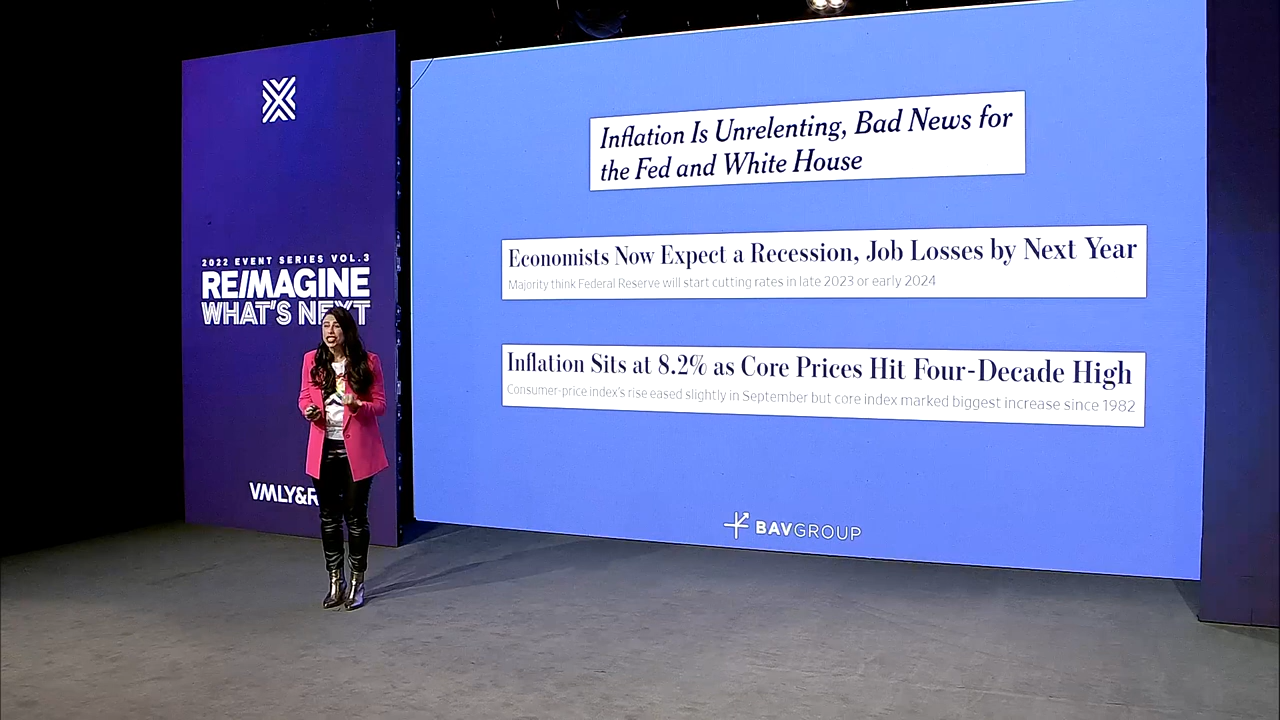 2022 EVENT SERIES VOL.3
REIMAGINE
WHAT'S NEXT
VMLY&R
Inflation Is Unrelenting, Bad News for
the Fed and White House
Economists Now Expect a Recession, Job Losses by Next Year
Majority think Federal Reserve will start cutting rates in late 2023 or early 2024
Inflation Sits at 8.2% as Core Prices Hit Four-Decade High
Consumer-price index's rise eased slightly in September but core index marked biggest increase since 1982
BAVGROUP